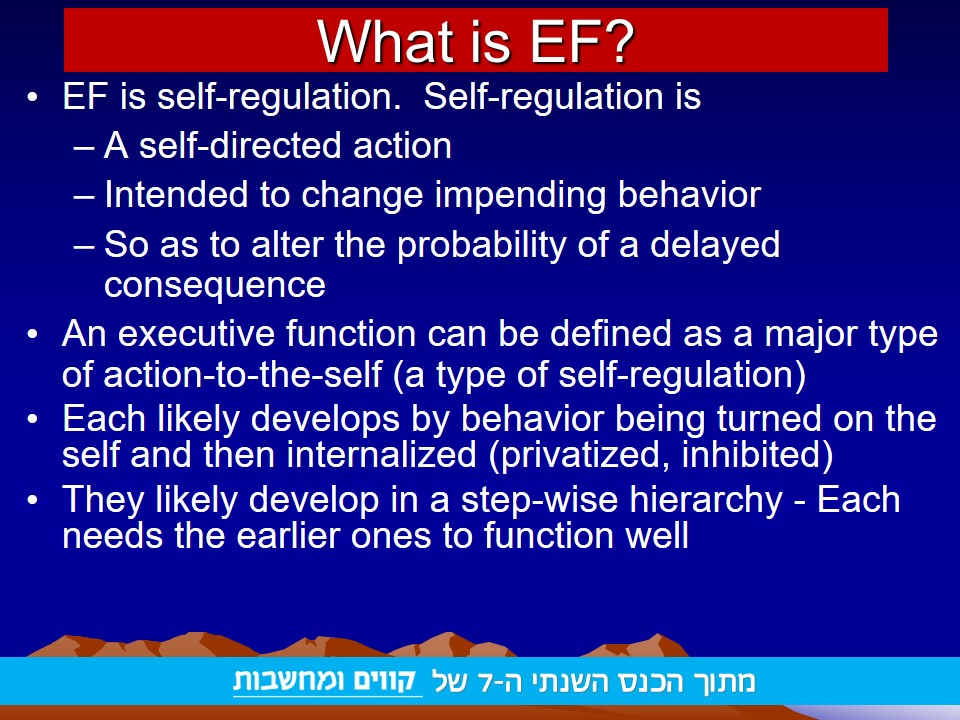 What is EF?
• EF is self-regulation.  Self-regulation is
– A self-directed action
– Intended to change impending behavior
– So as to alter the probability of a delayed
consequence
• An executive function can be defined as a major type
of action-to-the-self (a type of self-regulation)
• Each likely develops by behavior being turned on the
self and then internalized (privatized, inhibited)
• They likely develop in a step-wise hierarchy - Each
needs the earlier ones to function well
מתוך הכנס השנתי ה-7 של קווים ומחשבות